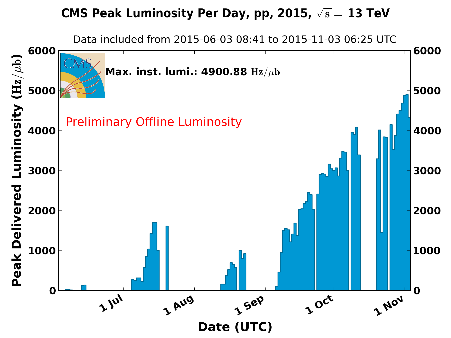 CMS Peak Luminosity Per Day, pp, 2015, √s = 13 TeV
Data included from 2015-06-03 08:41 to 2015-11-03 06:25 UTC
Max. inst. lumi.: 4900.88 Hz/μb
Preliminary Offline Luminosity
Peak Delivered Luminosity (Hz/μb)
6000 6000
5000 5000
4000 4000
3000 3000
2000 2000
1000 1000
0 0
1 Jul 1 Aug 1 Sep 1 Oct 1 Nov
Date (UTC)